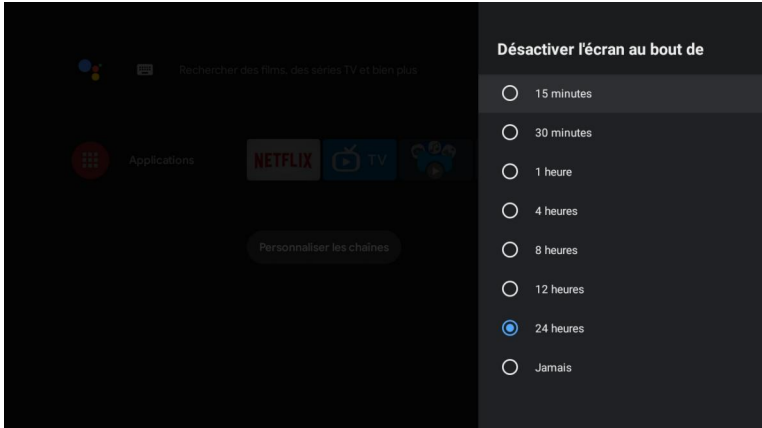 Désactiver l'écran au bout de
Rechercher des films, des séries TV et bien plus
15 minutes
30 minutes
1 heure
Applications
NETFLIX
TV
4 heures
Personnaliser les chaînes
8 heures
12 heures
24 heures
Jamais